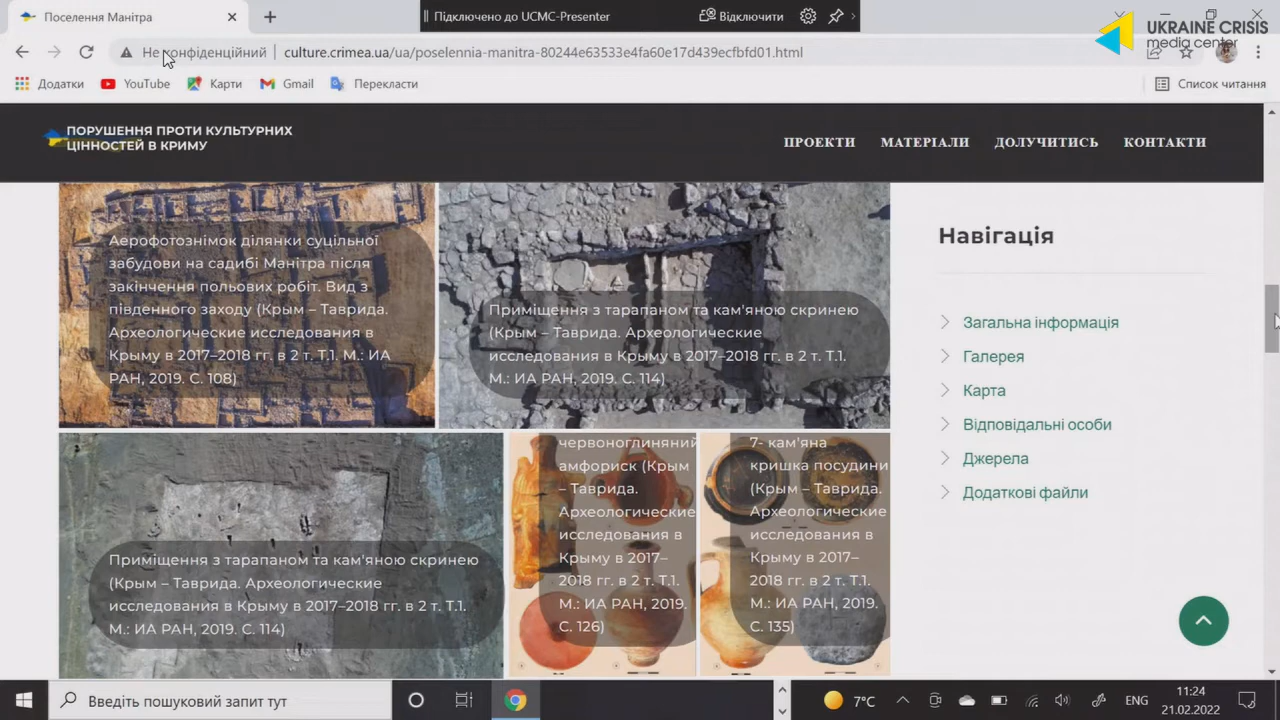 Поселення Манітра
Підключено до UCMC-Presenter
Відключити
UKRAINE CRISIS
media center
Не конфіденційний
culture.crimea.ua/ua/poselennia-manitra-80244e63533e4fa60e17d439ecfbfd01.html
Додатки
YouTube
Карти
Gmail
Перекласти
Список читання
ПОРУШЕННЯ ПРОТИ КУЛЬТУРНИХ
ЦІННОСТЕЙ В КРИМУ
ПРОЕКТИ
МАТЕРІАЛИ
ДОЛУЧИТИСЬ
КОНТАКТИ
Аерофотознімок ділянки суцільної
забудови на садибі Манітра після
закінчення польових робіт. Вид з
південного заходу (Крым – Таврида.
Археологические исследования в
Крыму в 2017–2018 гг. в 2 т. Т.1. М.: ИА
РАН, 2019. С. 108)
Приміщення з тарапаном та кам'яною скринею
(Крым – Таврида. Археологические
исследования в Крыму в 2017–2018 гг. в 2 т. Т.1.
М.: ИА РАН, 2019. С. 114)
Приміщення з тарапаном та кам'яною скринею
(Крым – Таврида. Археологические
исследования в Крыму в 2017–2018 гг. в 2 т. Т.1.
М.: ИА РАН, 2019. С. 114)
червоноглиняний
амфориск (Крым
– Таврида.
Археологические
исследования в
Крыму в 2017–
2018 гг. в 2 т. Т.1.
М.: ИА РАН, 2019.
С. 126)
7- кам'яна
кришка посудини
(Крым – Таврида.
Археологические
исследования в
Крыму в 2017–
2018 гг. в 2 т. Т.1.
М.: ИА РАН, 2019.
С. 135)
Навігація
Загальна інформація
Галерея
Карта
Відповідальні особи
Джерела
Додаткові файли
Введіть пошуковий запит тут
7°C
ENG
11:24
21.02.2022